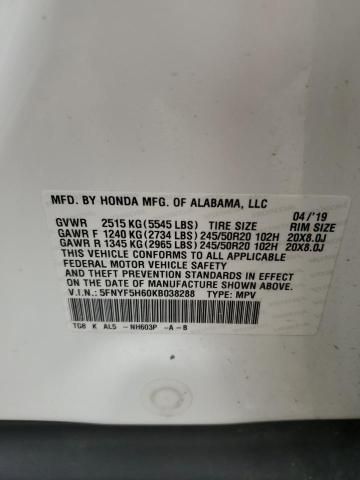 MFD. BY HONDA MFG. OF ALABAMA, LLC
04/'19
GVWR 2515 KG (5545 LBS) TIRE SIZE RIM SIZE
GAWR F 1240 KG (2734 LBS) 245/50R20 102H 20X8.0J
GAWR R 1345 KG (2965 LBS) 245/50R20 102H 20X8.0J
THIS VEHICLE CONFORMS TO ALL APPLICABLE
FEDERAL MOTOR VEHICLE SAFETY
AND THEFT PREVENTION STANDARDS IN EFFECT
ON THE DATE OF MANUFACTURE SHOWN ABOVE.
V.I.N.: 5FNYF5H60KB038288 TYPE: MPV
TG8 K AL5 -NH603P -A-B